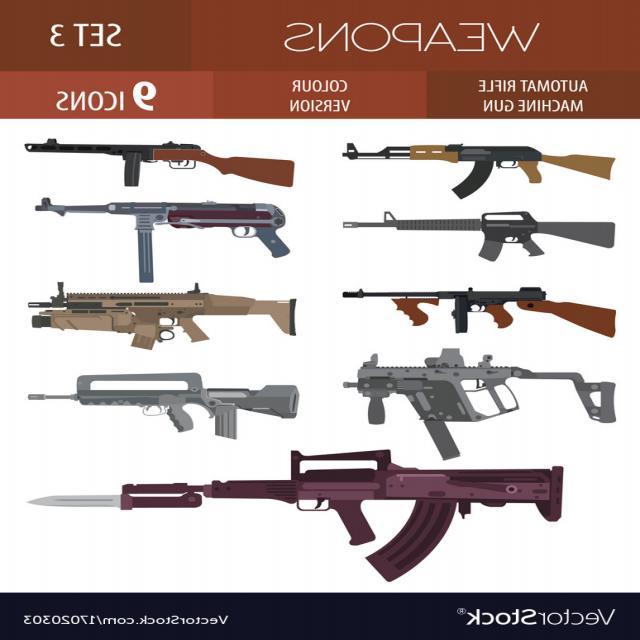 WEAPONS
SET 3
AUTOMAT RIFLE
MACHINE GUN
COLOUR
VERSION
9 ICONS
VectorStock®
VectorStock.com/17020303